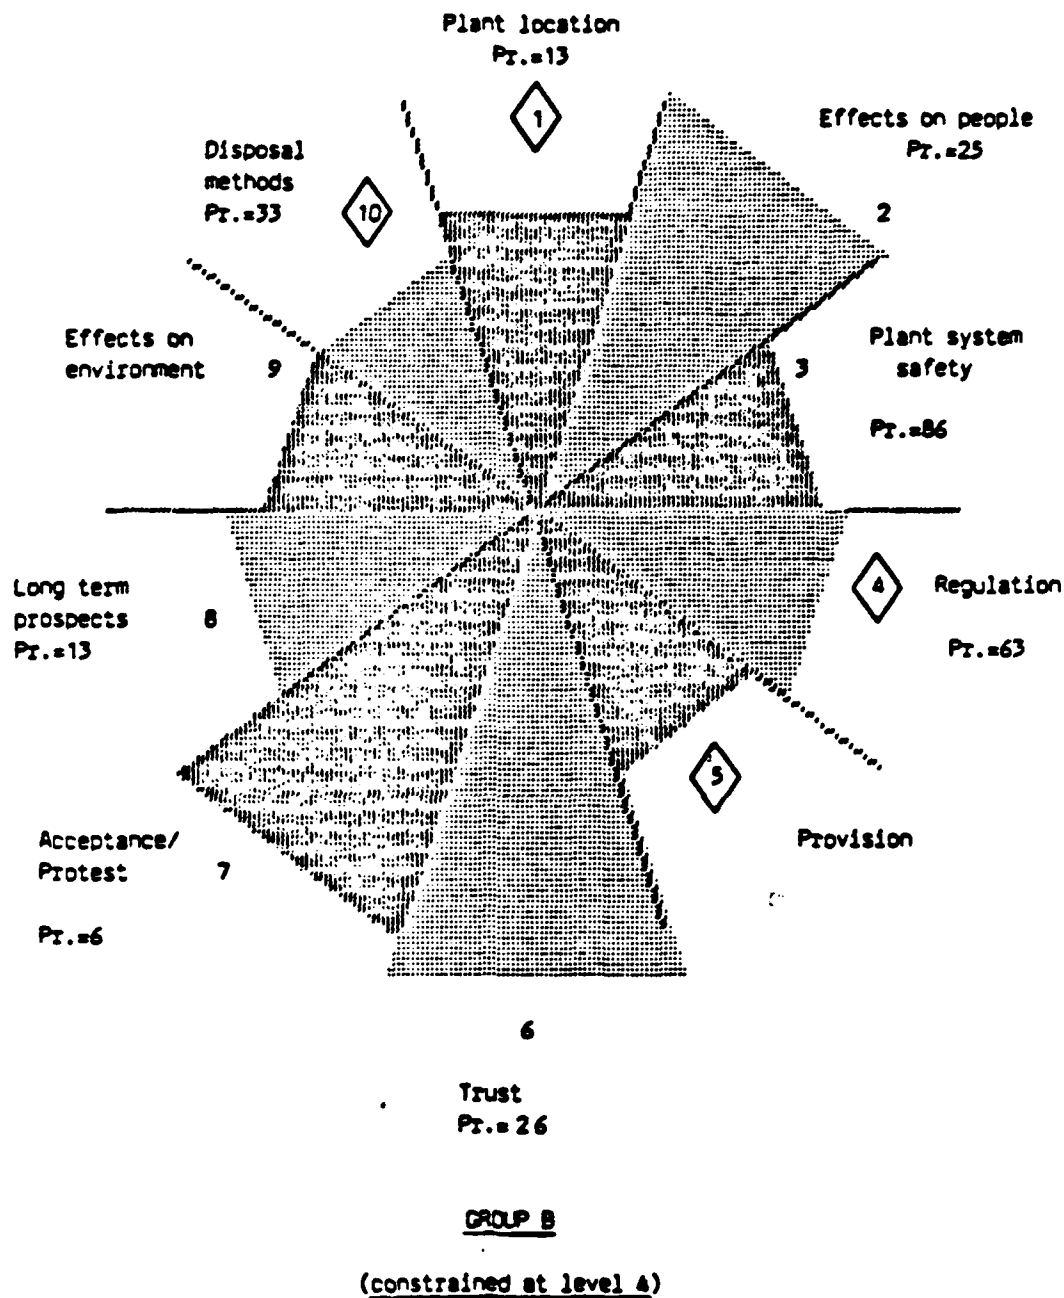 Plant location
Pr.=13
1
Effects on people
Pr.=25
2
Disposal
methods
Pr.=33
10
Effects on
environment
9
3
Plant system
safety
Pr.=86
4
Regulation
Pr.=63
Long term
prospects
Pr.=13
8
5
Provision
Acceptance/
Protest
7
Pr.=6
6
Trust
Pr.=26
GROUP B
(constrained at level 4)